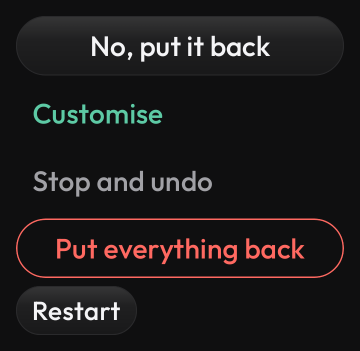 No, put it back
Customise
Stop and undo
Put everything back
Restart